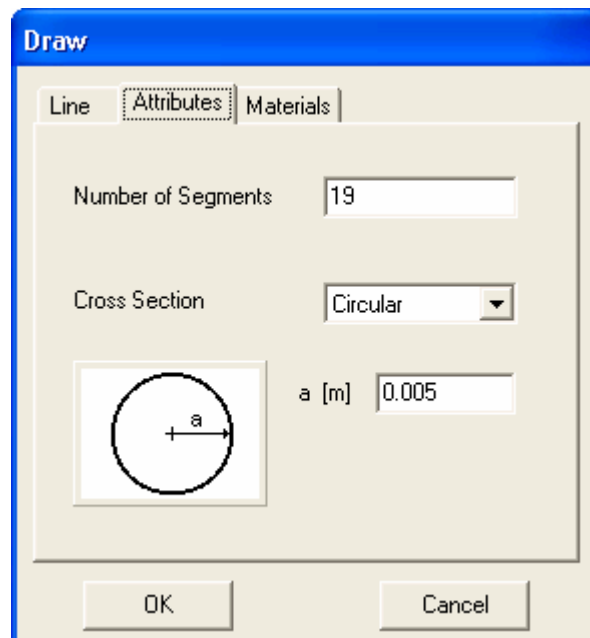 Draw
Line Attributes Materials
Number of Segments 19
Cross Section Circular
a
a [m] 0.005
OK Cancel